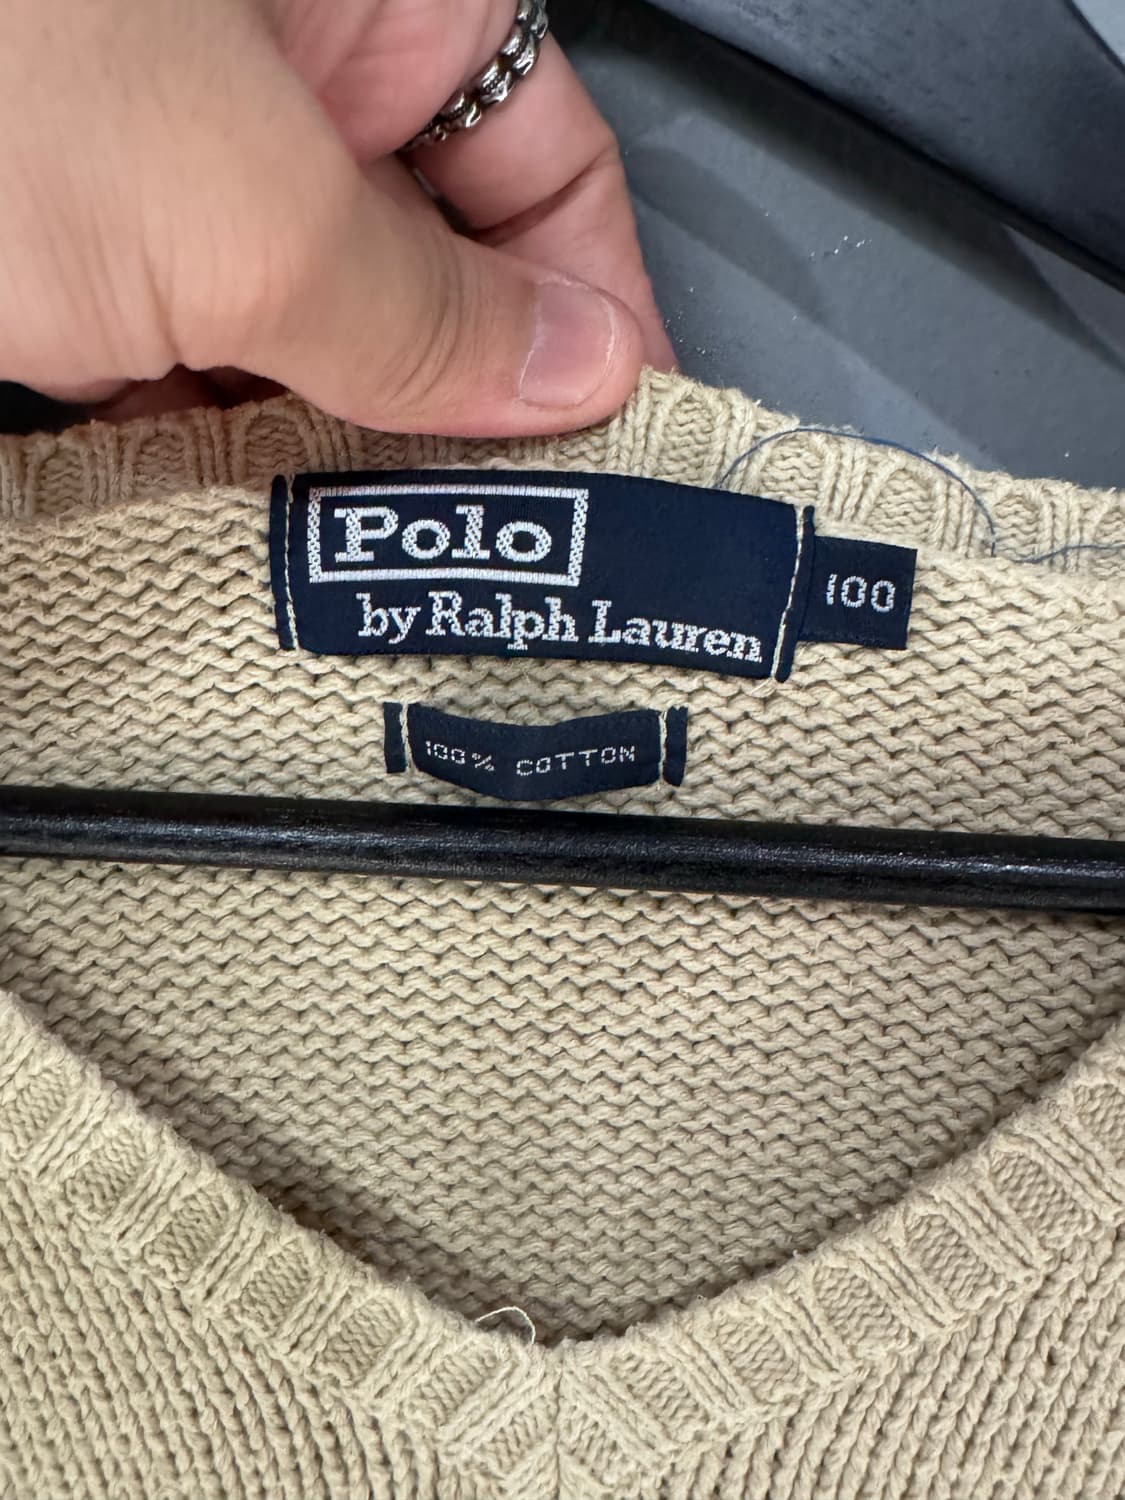 Polo
by Ralph Lauren
100
100% COTTON